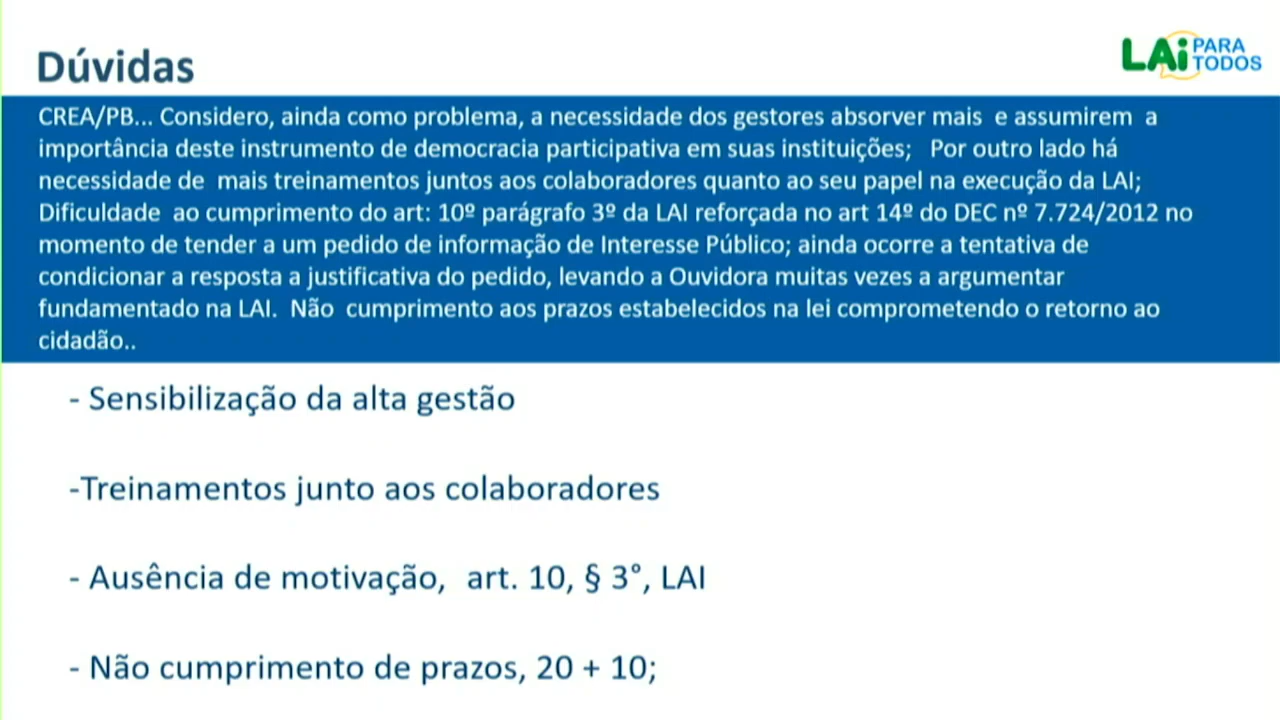 Dúvidas
LAi PARA TODOS
CREA/PB... Considero, ainda como problema, a necessidade dos gestores absorver mais e assumirem a
importância deste instrumento de democracia participativa em suas instituições; Por outro lado há
necessidade de mais treinamentos juntos aos colaboradores quanto ao seu papel na execução da LAI;
Dificuldade ao cumprimento do art: 10º parágrafo 3º da LAI reforçada no art 14º do DEC nº 7.724/2012 no
momento de tender a um pedido de informação de Interesse Público; ainda ocorre a tentativa de
condicionar a resposta a justificativa do pedido, levando a Ouvidora muitas vezes a argumentar
fundamentado na LAI. Não cumprimento aos prazos estabelecidos na lei comprometendo o retorno ao
cidadão..
- Sensibilização da alta gestão
-Treinamentos junto aos colaboradores
- Ausência de motivação, art. 10, § 3°, LAI
- Não cumprimento de prazos, 20 + 10;